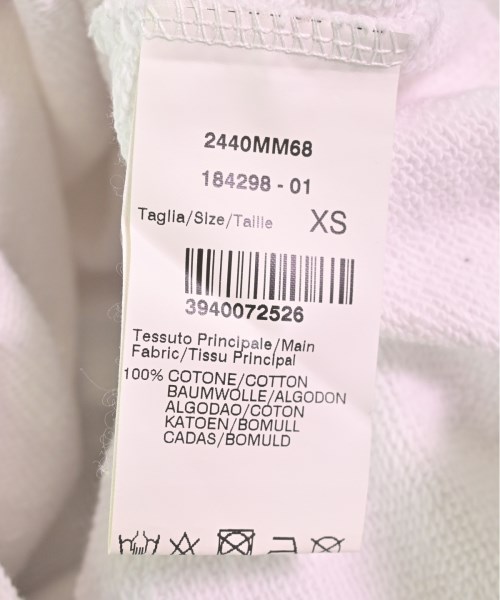 2440MM68
184298 - 01
Taglia/Size/Taille XS
3940072526
Tessuto Principale/Main
Fabric/Tissu Principal
100% COTONE/COTTON
BAUMWOLLE/ALGODON
ALGODAO/COTON
KATOEN/BOMULL
CADAS/BOMULD